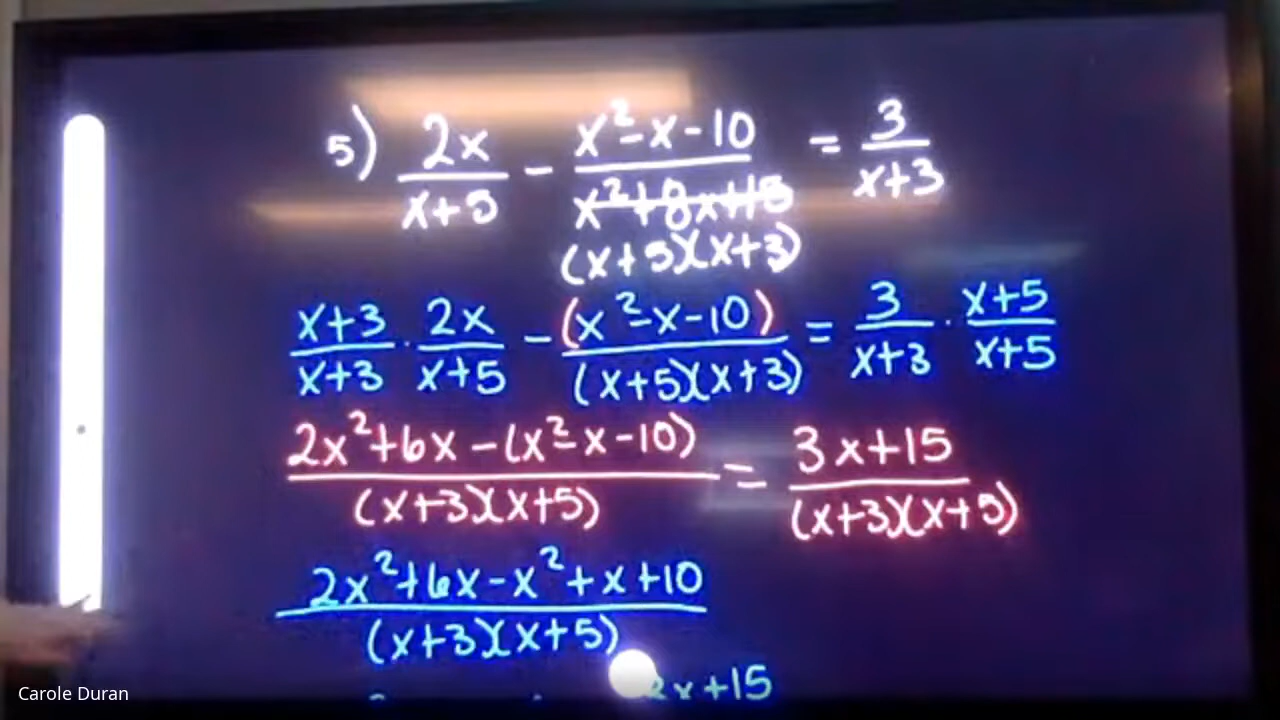 5) 2x/x+5 - x²-x-10/x²+8x+15 = 3/x+3
(x+5)(x+3)
x+3/x+3 · 2x/x+5 - (x²-x-10)/(x+5)(x+3) = 3/x+3 · x+5/x+5
2x²+6x-(x²-x-10)/(x+3)(x+5) = 3x+15/(x+3)(x+5)
2x²+6x-x²+x+10/(x+3)(x+5)
x+15
Carole Duran